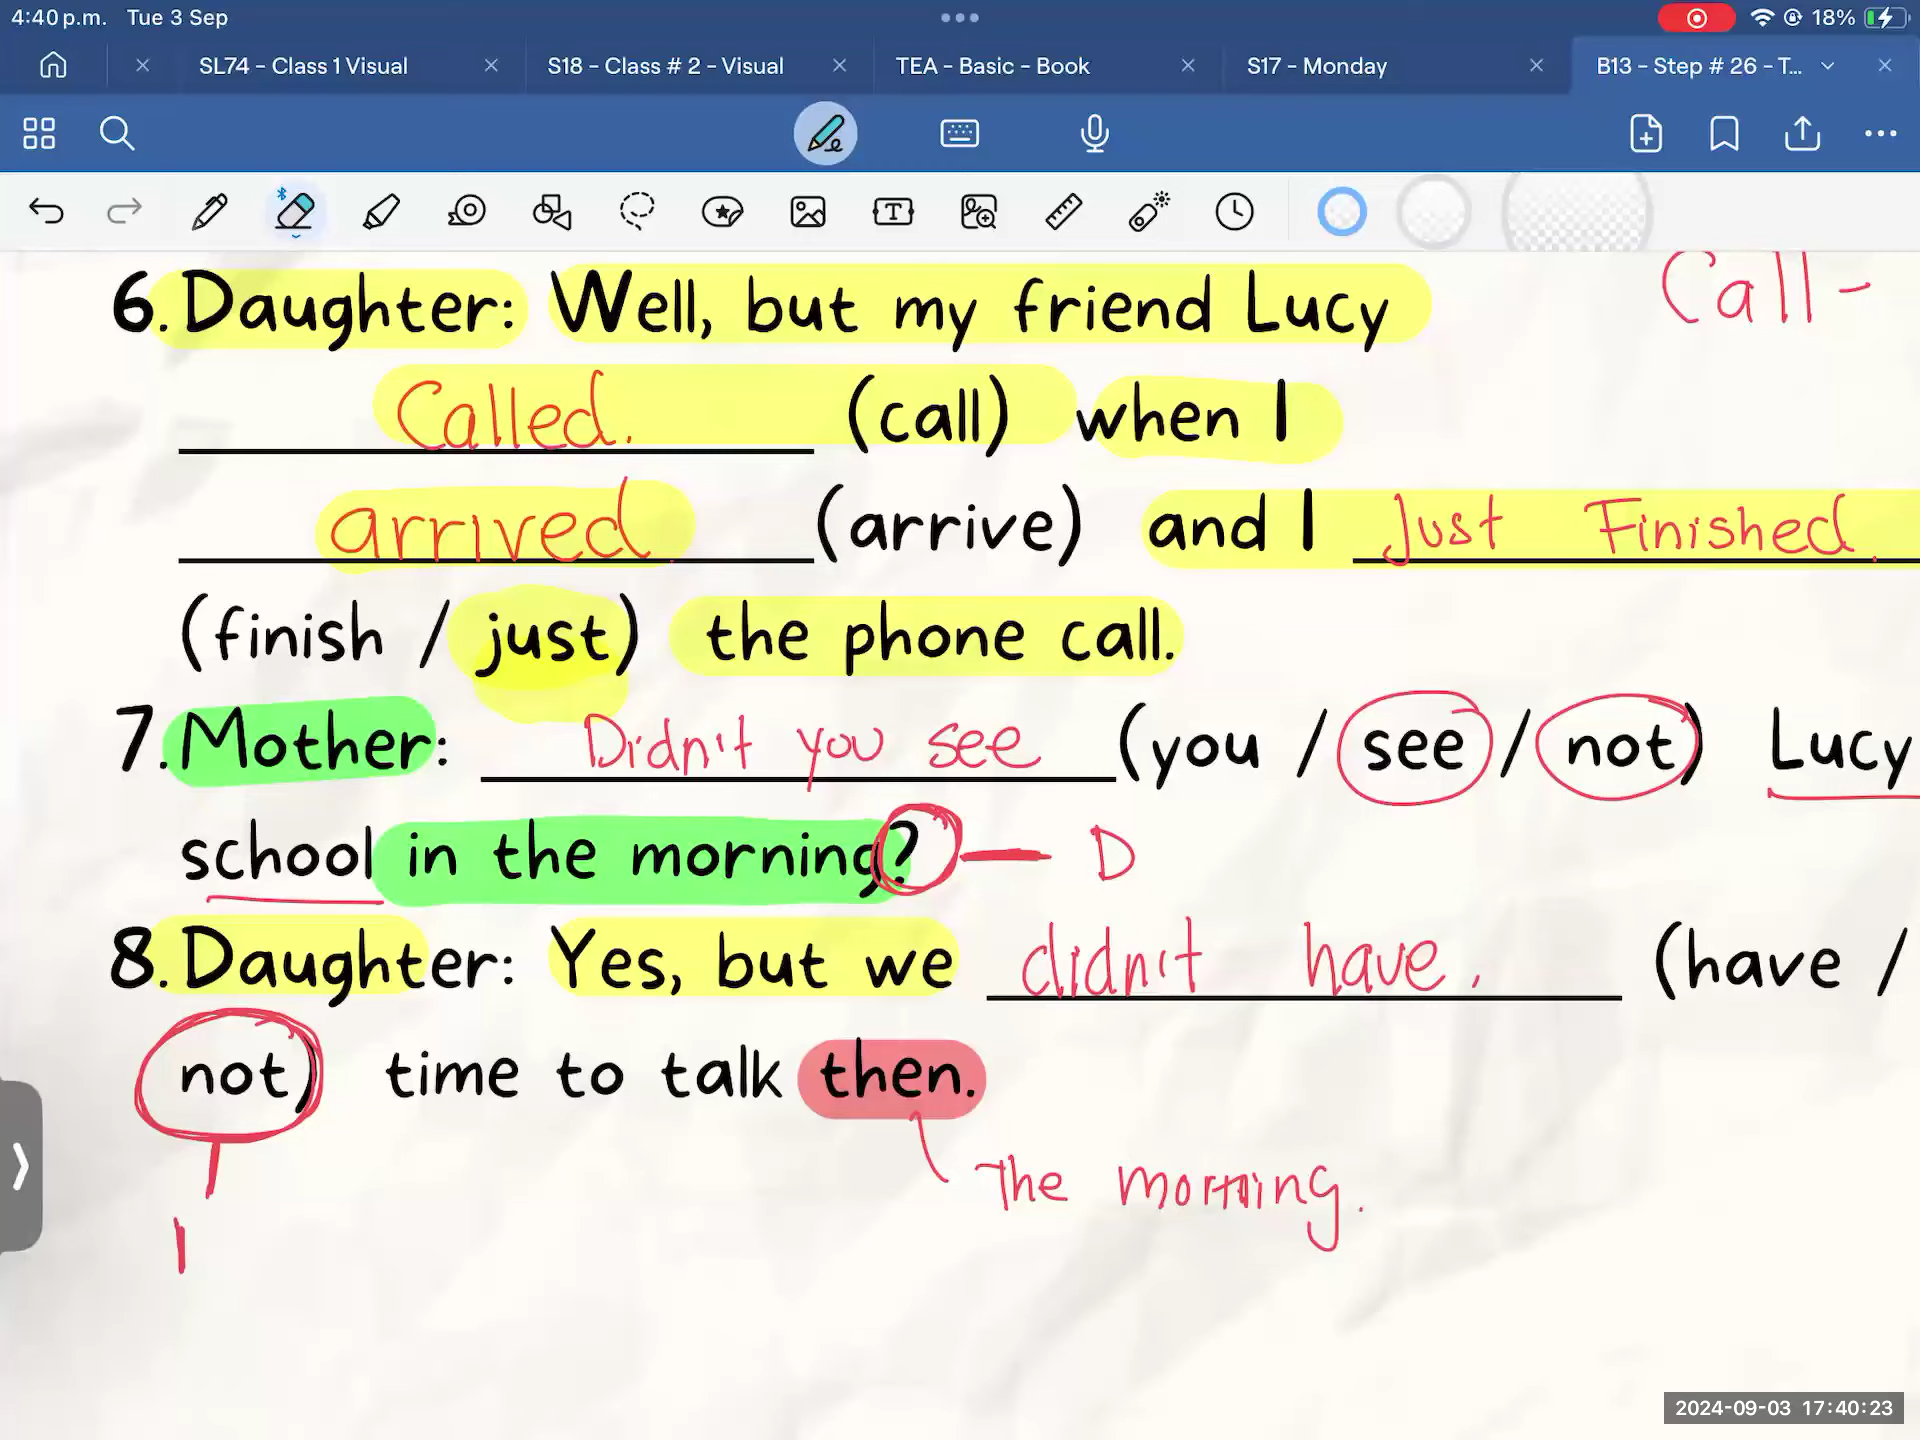 4:40 p.m. Tue 3 Sep
18%
SL74 - Class 1 Visual
S18 - Class # 2 - Visual
TEA - Basic - Book
S17 - Monday
B13 - Step # 26 - T...
6. Daughter: Well, but my friend Lucy
Call -
Called. (call) when I
arrived (arrive) and I just Finished.
(finish / just) the phone call.
7. Mother: Didn't you see (you / see / not) Lucy
school in the morning? — D
8. Daughter: Yes, but we didn't have. (have /
not) time to talk then.
The morning.
2024-09-03 17:40:23